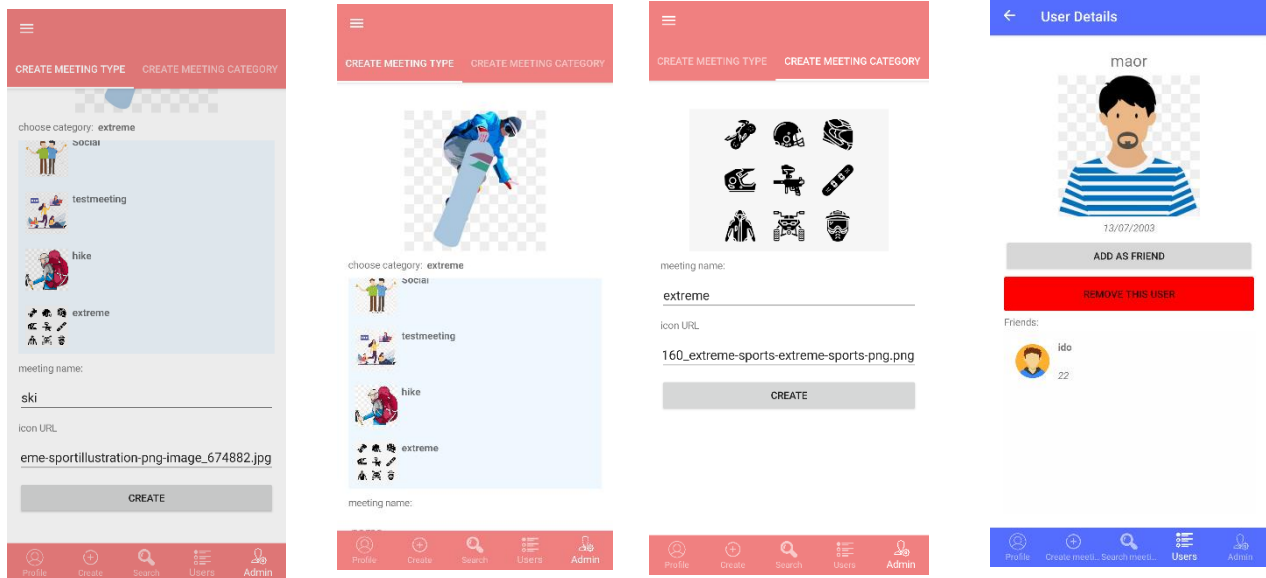 CREATE MEETING TYPE CREATE MEETING CATEGORY
choose category: extreme
Social
testmeeting
hike
extreme
meeting name:
ski
icon URL
eme-sportillustration-png-image_674882.jpg
CREATE
Profile Create Search Users Admin
CREATE MEETING TYPE CREATE MEETING CATEGORY
choose category: extreme
Social
testmeeting
hike
extreme
meeting name:
Profile Create Search Users Admin
CREATE MEETING TYPE CREATE MEETING CATEGORY
meeting name:
extreme
icon URL
160_extreme-sports-extreme-sports-png.png
CREATE
Profile Create Search Users Admin
User Details
maor
13/07/2003
ADD AS FRIEND
REMOVE THIS USER
Friends:
ido
22
Profile Create meeti... Search meeti... Users Admin